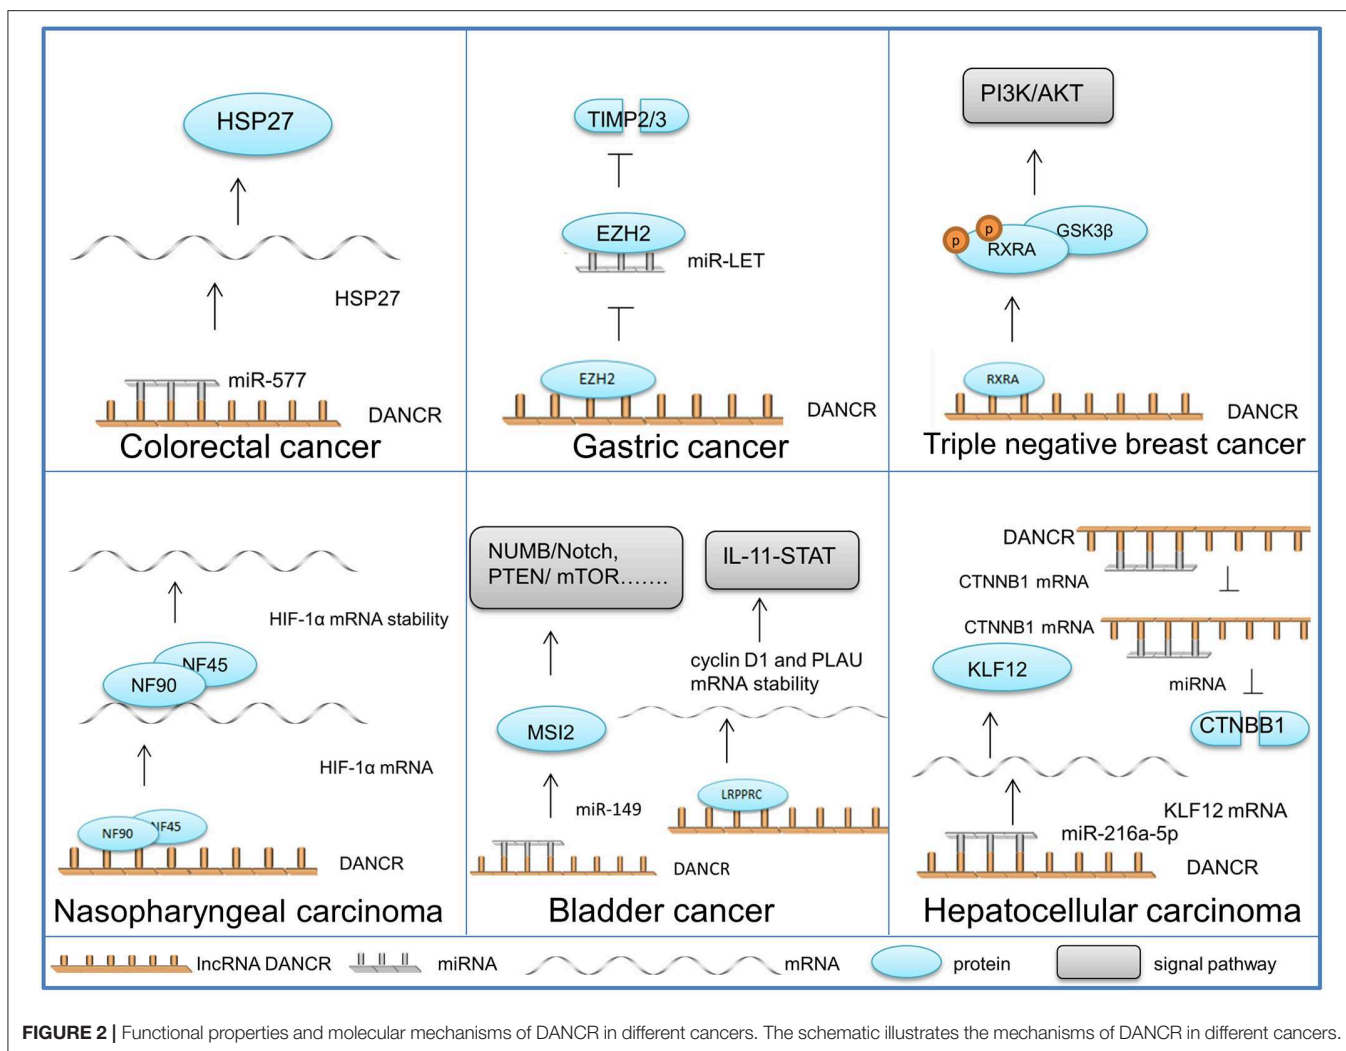 HSP27
HSP27
miR-577
DANCR
Colorectal cancer
TIMP2/3
EZH2
miR-LET
EZH2
DANCR
Gastric cancer
PI3K/AKT
GSK3β
p
p
RXRA
RXRA
DANCR
Triple negative breast cancer
HIF-1α mRNA stability
NF45
NF90
HIF-1α mRNA
NF90
NF45
DANCR
Nasopharyngeal carcinoma
NUMB/Notch,
PTEN/ mTOR.......
IL-11-STAT
cyclin D1 and PLAU
mRNA stability
MSI2
LRPPRC
miR-149
DANCR
Bladder cancer
DANCR
CTNNB1 mRNA
CTNNB1 mRNA
KLF12
miRNA
CTNBB1
KLF12 mRNA
miR-216a-5p
DANCR
Hepatocellular carcinoma
lncRNA DANCR
miRNA
mRNA
protein
signal pathway
FIGURE 2 | Functional properties and molecular mechanisms of DANCR in different cancers. The schematic illustrates the mechanisms of DANCR in different cancers.